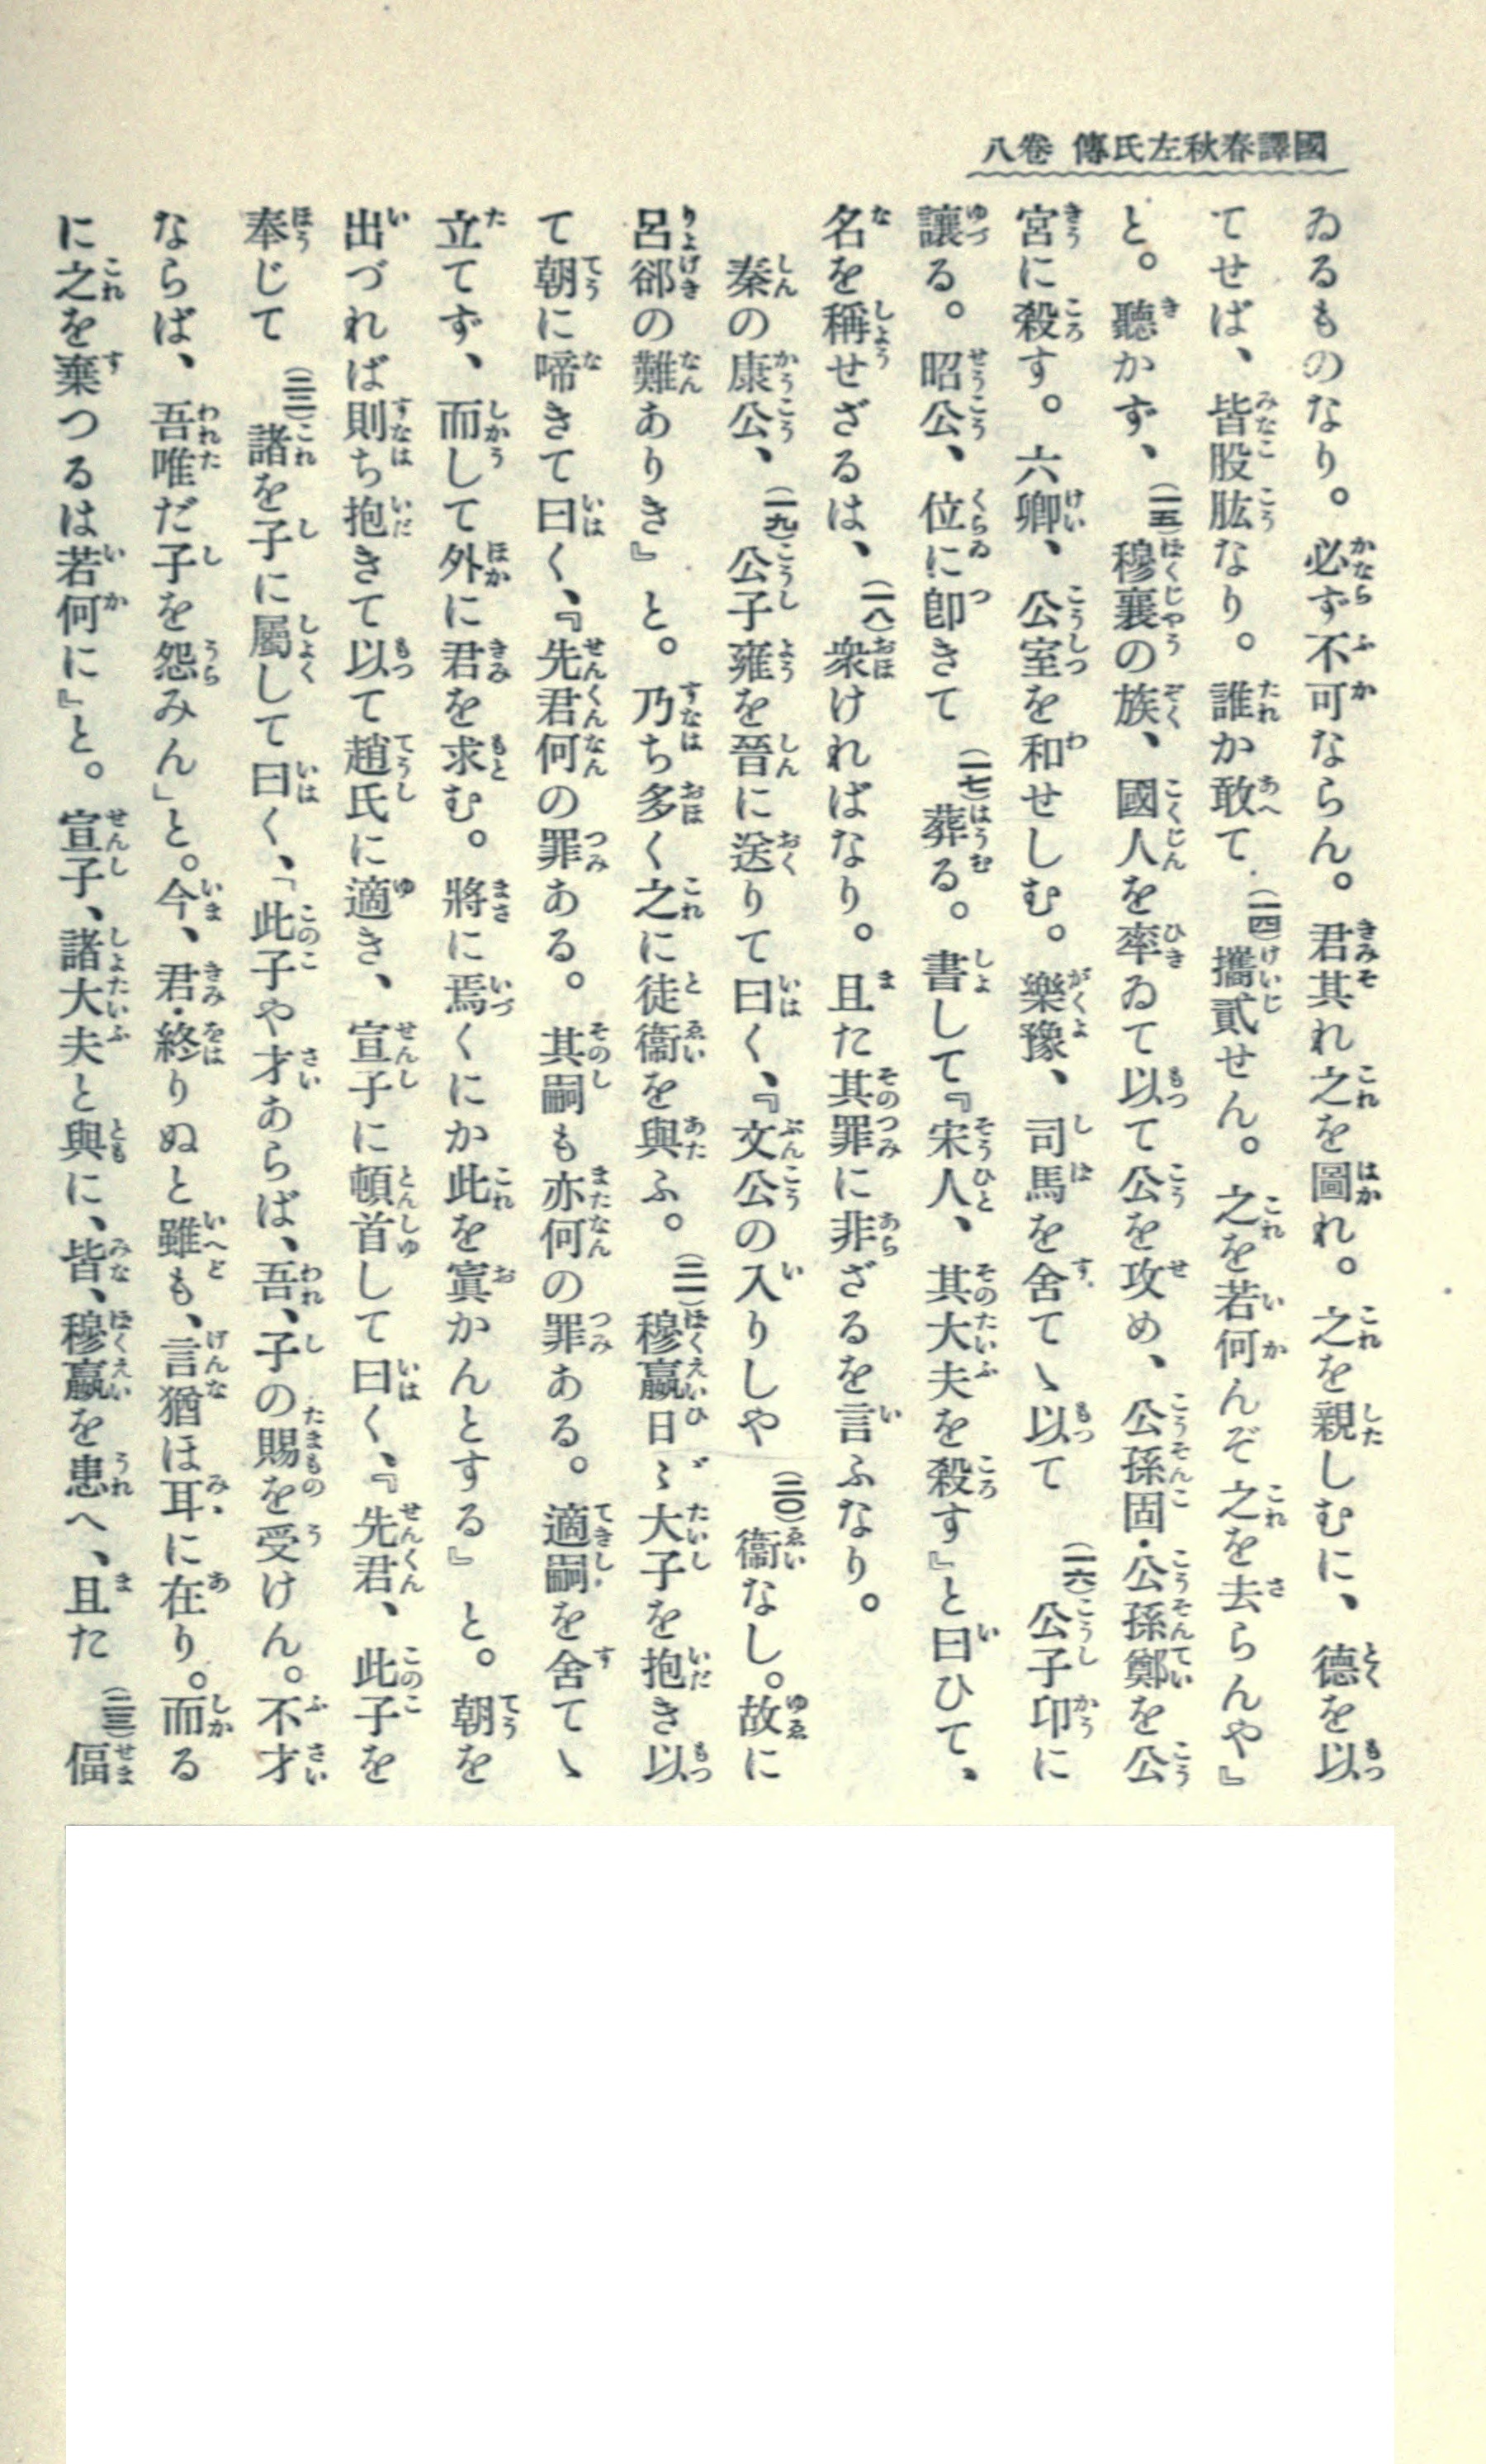 國譯春秋左氏傳 卷八
ゐるものなり。必ず不可ならん。君其れ之を圖れ。之を親しむに、德を以
てせば、皆股肱なり。誰か敢て(一四)攜貳せん。之を若何んぞ之を去らんや』
と。聽かず、(一五)穆襄の族、國人を率ゐて以て公を攻め、公孫固・公孫鄭を公
宮に殺す。六卿、公室を和せしむ。樂豫、司馬を舍てゝ以て(一六)公子卬に
讓る。昭公、位に卽きて(一七)葬る。書して『宋人、其大夫を殺す』と曰ひて、
名を稱せざるは、(一八)衆ければなり。且た其罪に非ざるを言ふなり。
秦の康公、(一九)公子雍を晉に送りて曰く、『文公の入りしや(二〇)衞なし。故に
呂郤の難ありき』と。乃ち多く之に徒衞を與ふ。(二一)穆嬴日〻大子を抱き以
て朝に啼きて曰く、『先君何の罪ある。其嗣も亦何の罪ある。適嗣を舍てゝ
立てず、而して外に君を求む。將に焉くにか此を寘かんとする』と。朝を
出づれば則ち抱きて以て趙氏に適き、宣子に頓首して曰く、『先君、此子を
奉じて(二二)諸を子に屬して曰く、「此子や才あらば、吾、子の賜を受けん。不才
ならば、吾唯だ子を怨みん」と。今、君・終りぬと雖も、言猶ほ耳に在り。而る
に之を棄つるは若何に』と。宣子、諸大夫と與に、皆、穆嬴を患へ、且た(二三)偪